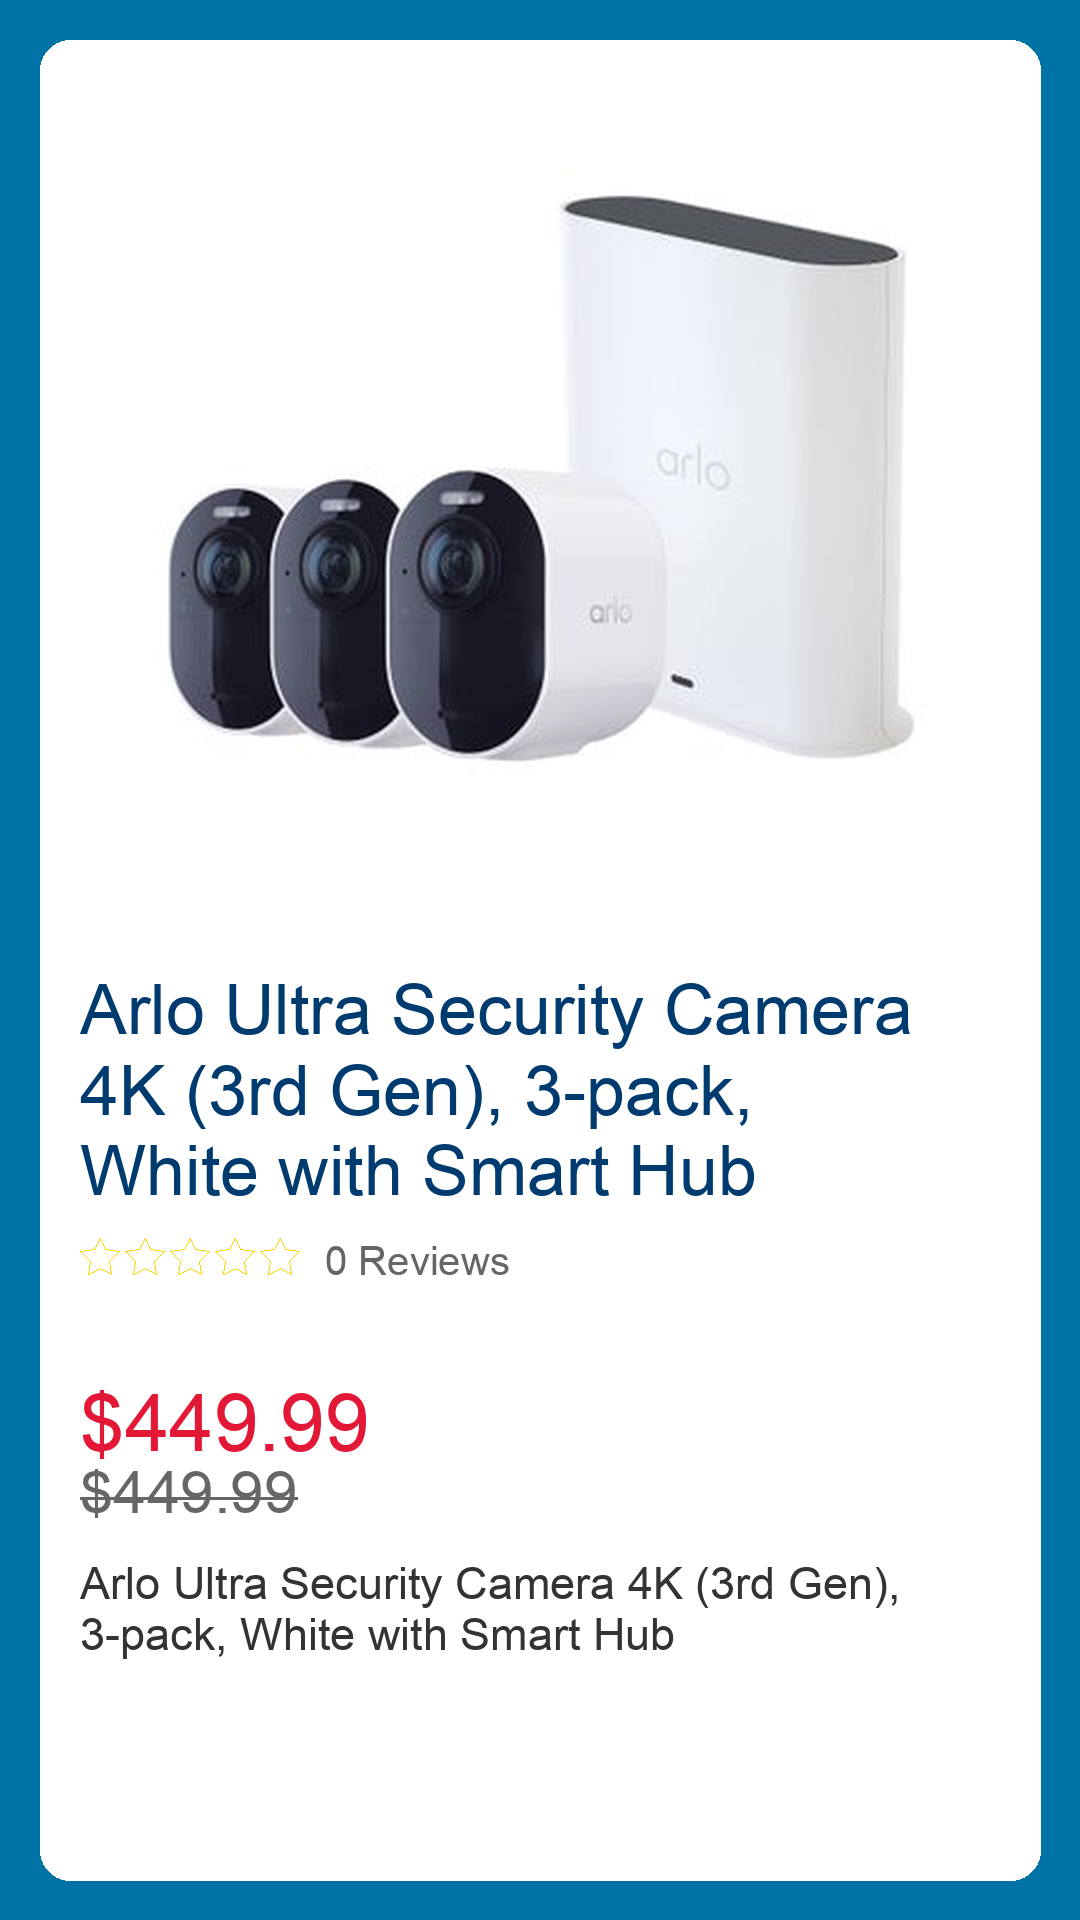 arlo
arlo
Arlo Ultra Security Camera
4K (3rd Gen), 3-pack,
White with Smart Hub
0 Reviews
$449.99
$449.99
Arlo Ultra Security Camera 4K (3rd Gen),
3-pack, White with Smart Hub